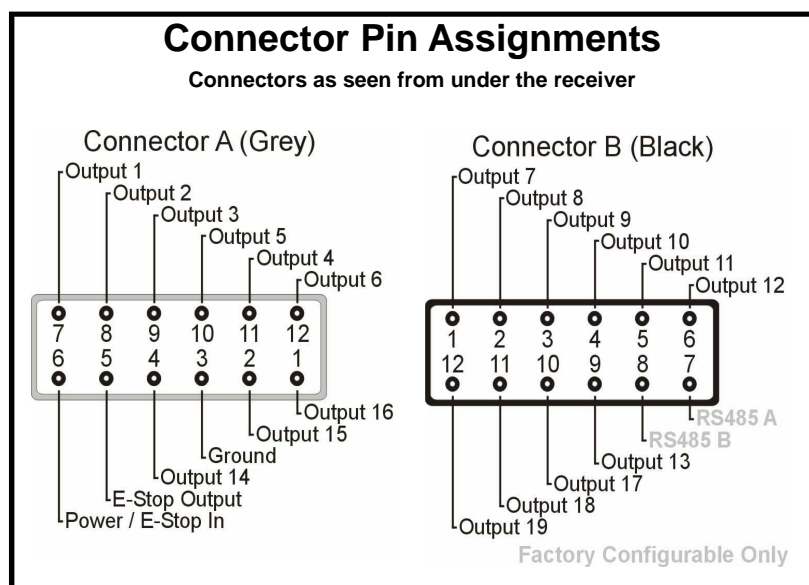 Connector Pin Assignments
Connectors as seen from under the receiver
Connector A (Grey)
Output 1
Output 2
Output 3
Output 5
Output 4
Output 6
7 8 9 10 11 12
6 5 4 3 2 1
Output 16
Output 15
Ground
Output 14
E-Stop Output
Power / E-Stop In
Connector B (Black)
Output 7
Output 8
Output 9
Output 10
Output 11
Output 12
1 2 3 4 5 6
12 11 10 9 8 7
RS485 A
RS485 B
Output 13
Output 17
Output 18
Output 19
Factory Configurable Only